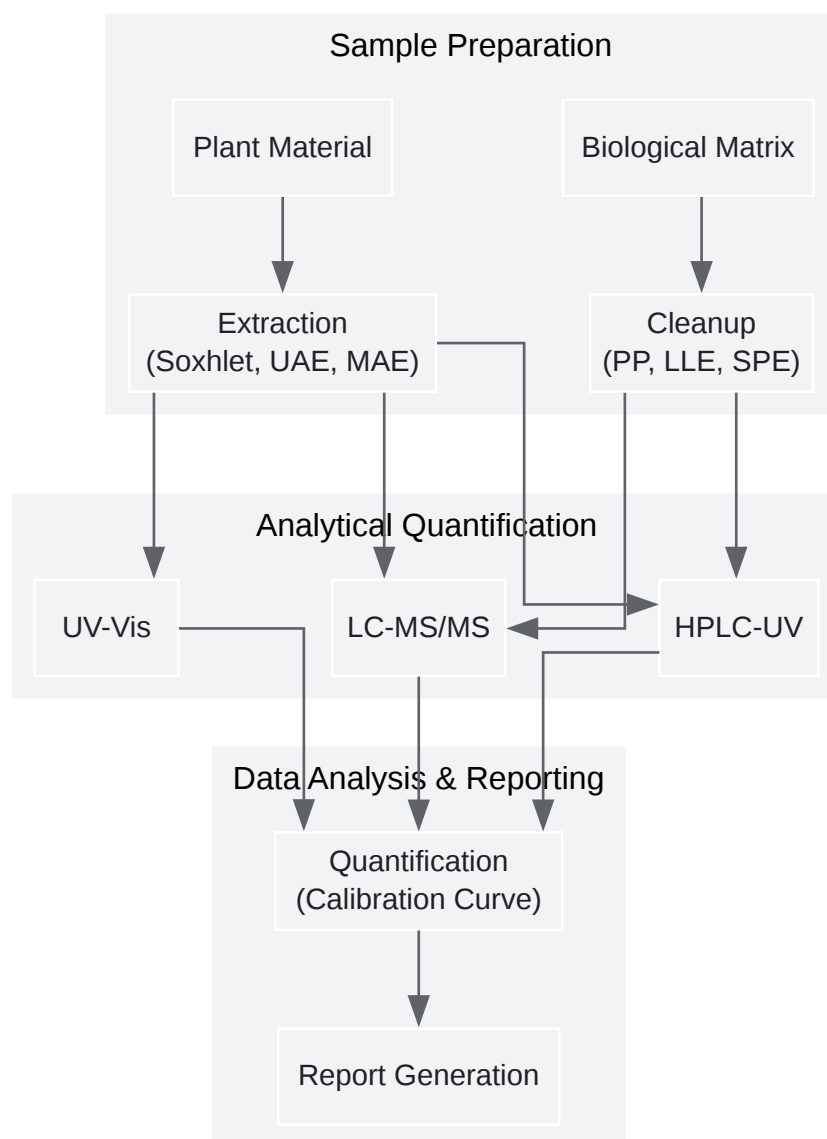 Sample Preparation
Plant Material
Biological Matrix
Extraction
(Soxhlet, UAE, MAE)
Cleanup
(PP, LLE, SPE)
Analytical Quantification
UV-Vis
LC-MS/MS
HPLC-UV
Data Analysis & Reporting
Quantification
(Calibration Curve)
Report Generation